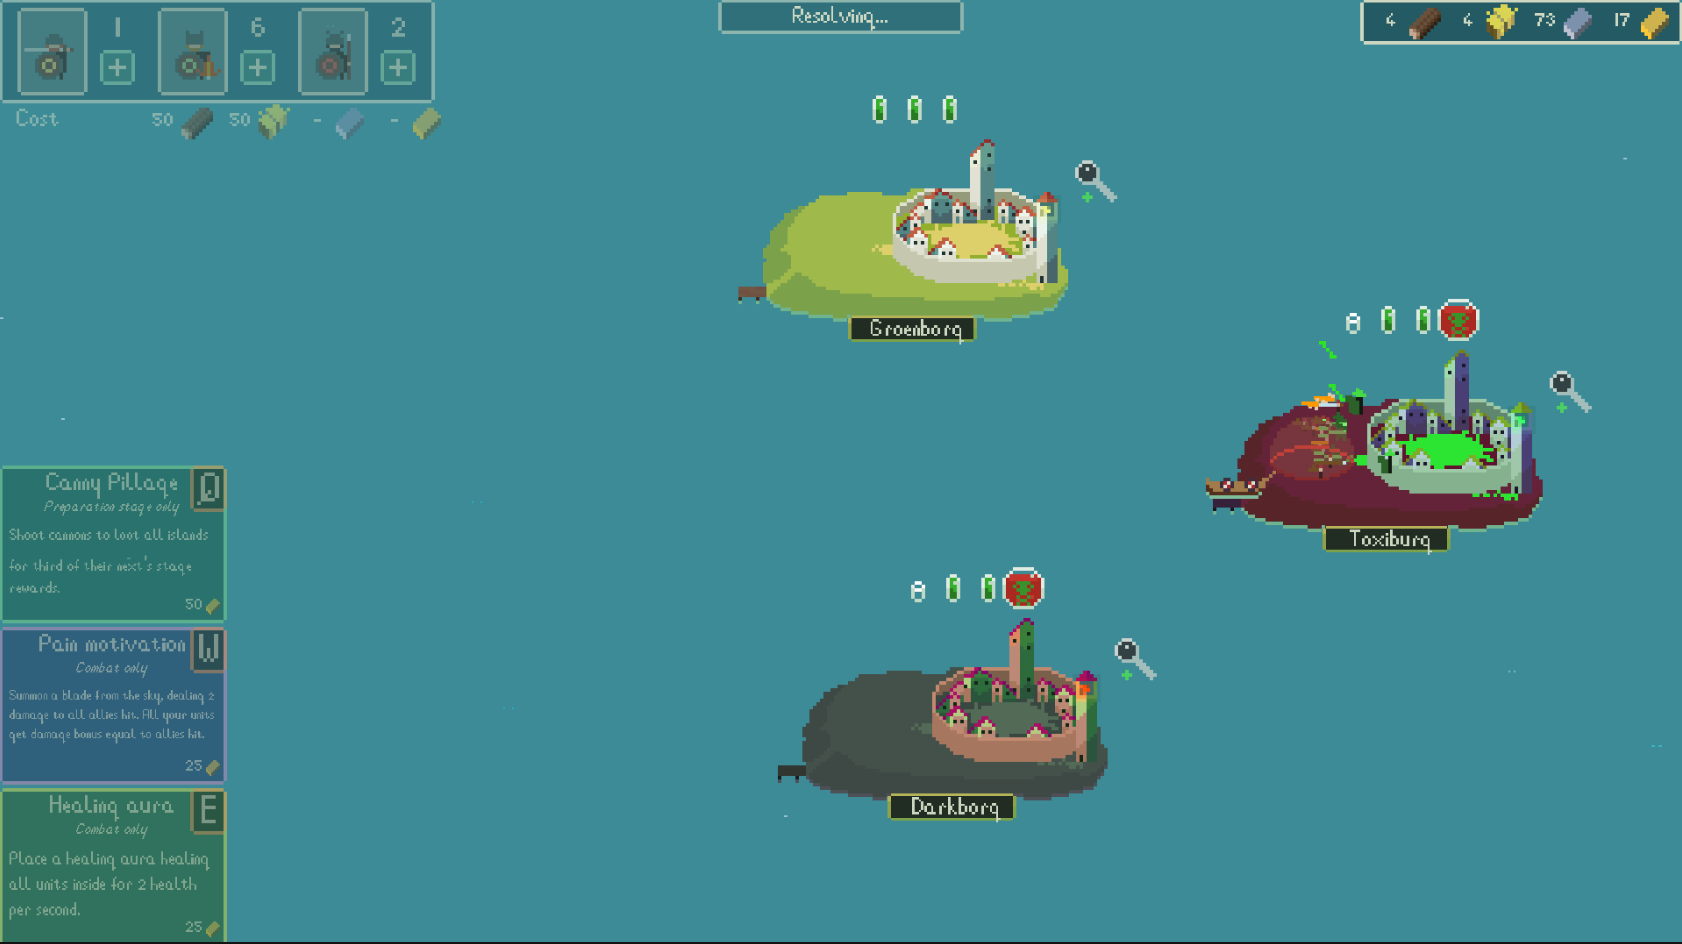 Resolving...
1 6 2
+ + +
4 4 73 17
Cost 50 50 - -
Groenborg
Toxiburg
Canny Pillage Q
Preparation stage only
Shoot cannons to loot all islands
for third of their next's stage
rewards.
50
Pain motivation W
Combat only
Summon a blade from the sky, dealing 2
damage to all allies hit. All your units
get damage bonus equal to allies hit.
25
Healing aura E
Combat only
Place a healing aura healing
all units inside for 2 health
per second.
25
Darkborg